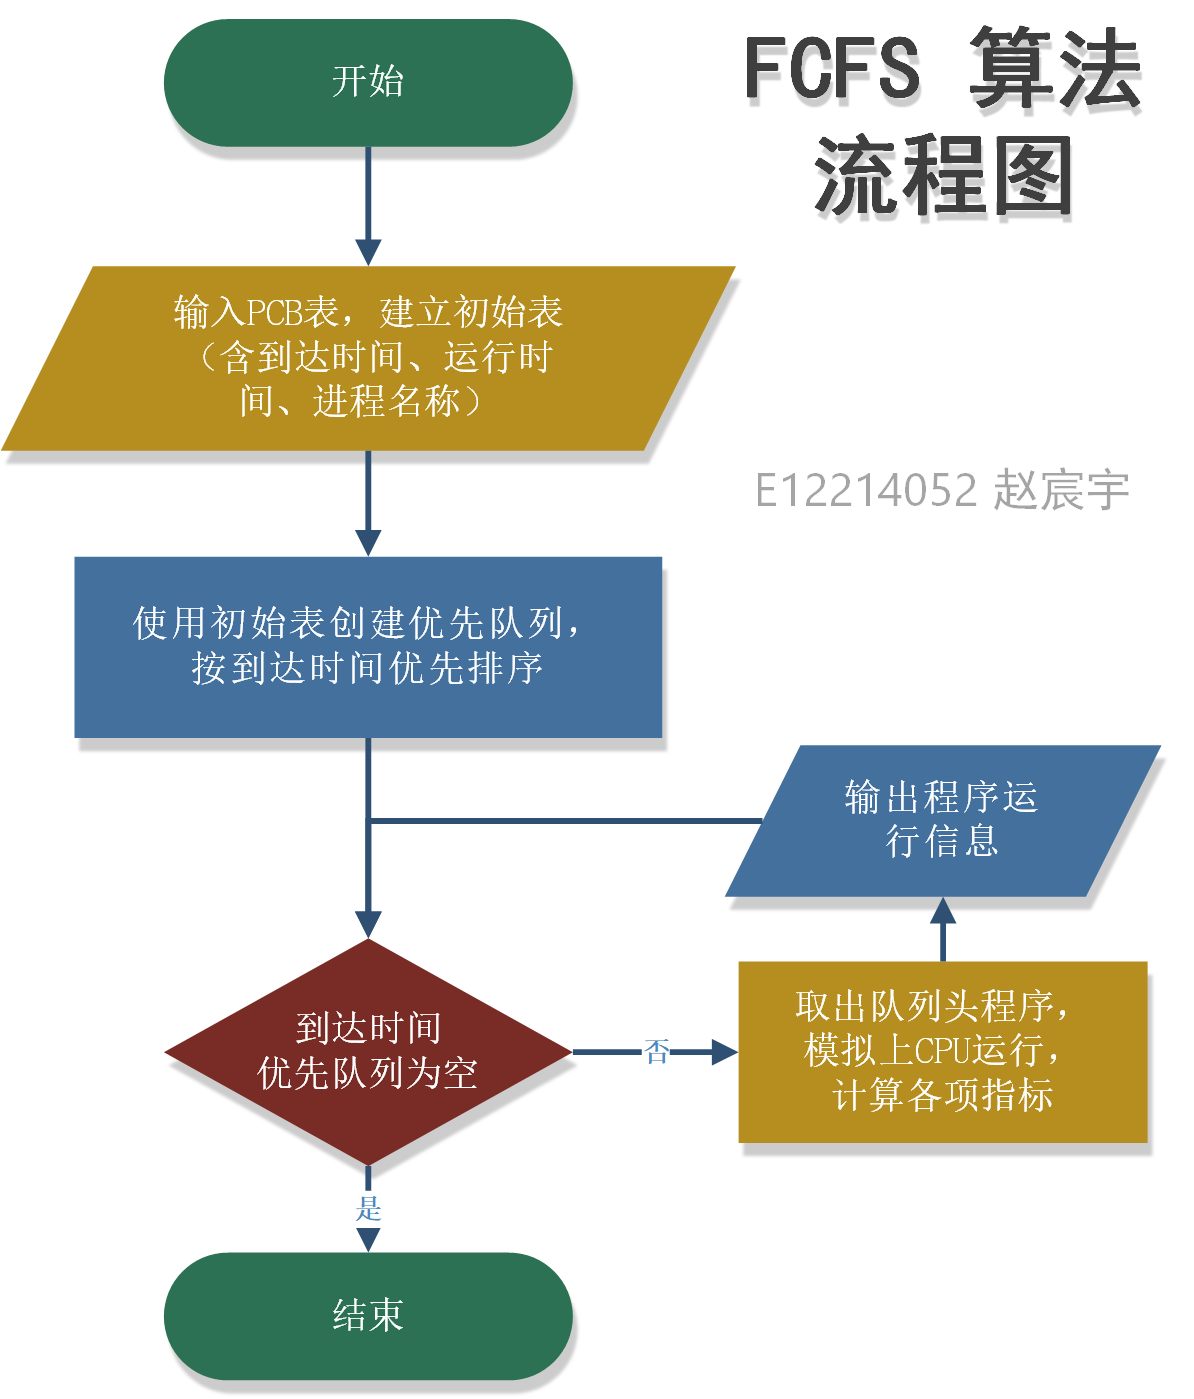 FCFS 算法
流程图
开始
输入PCB表，建立初始表
（含到达时间、运行时
间、进程名称）
E12214052 赵宸宇
使用初始表创建优先队列，
按到达时间优先排序
输出程序运
行信息
到达时间
优先队列为空
否
取出队列头程序，
模拟上CPU运行，
计算各项指标
是
结束